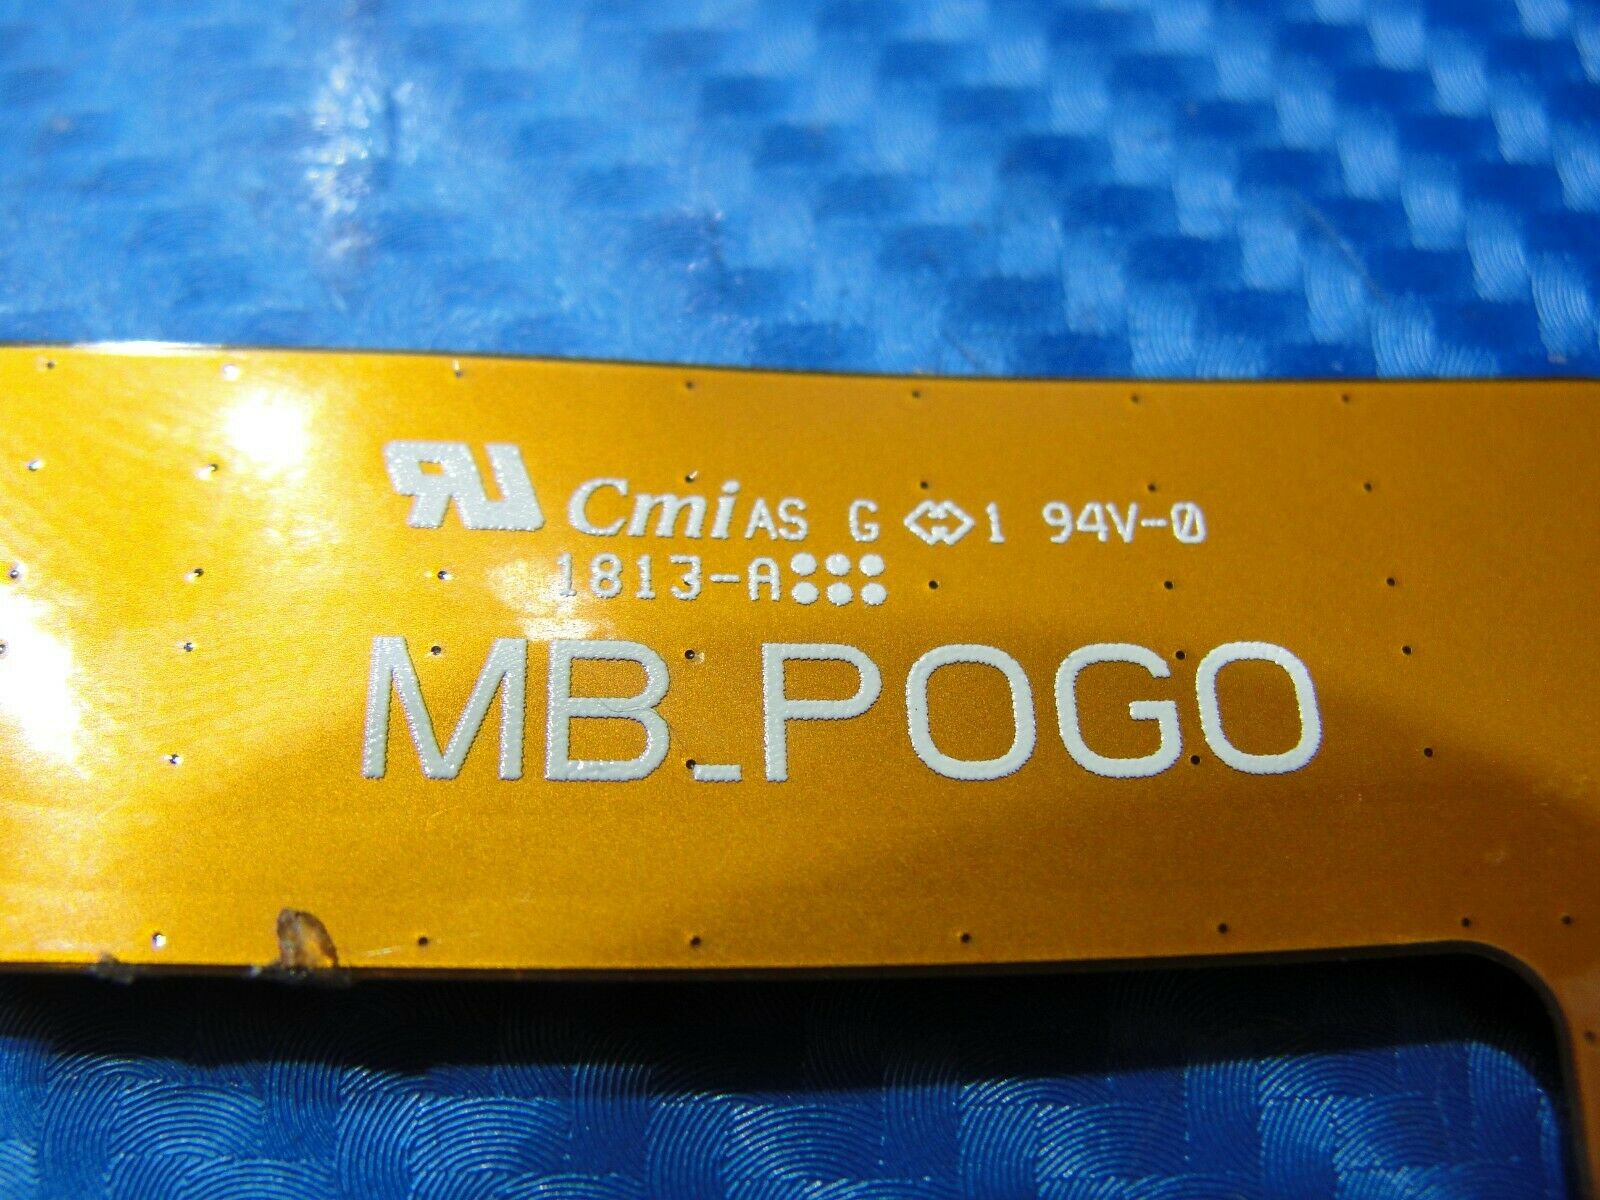 Cmi AS G 1 94V-0
1813-A
MB_POGO